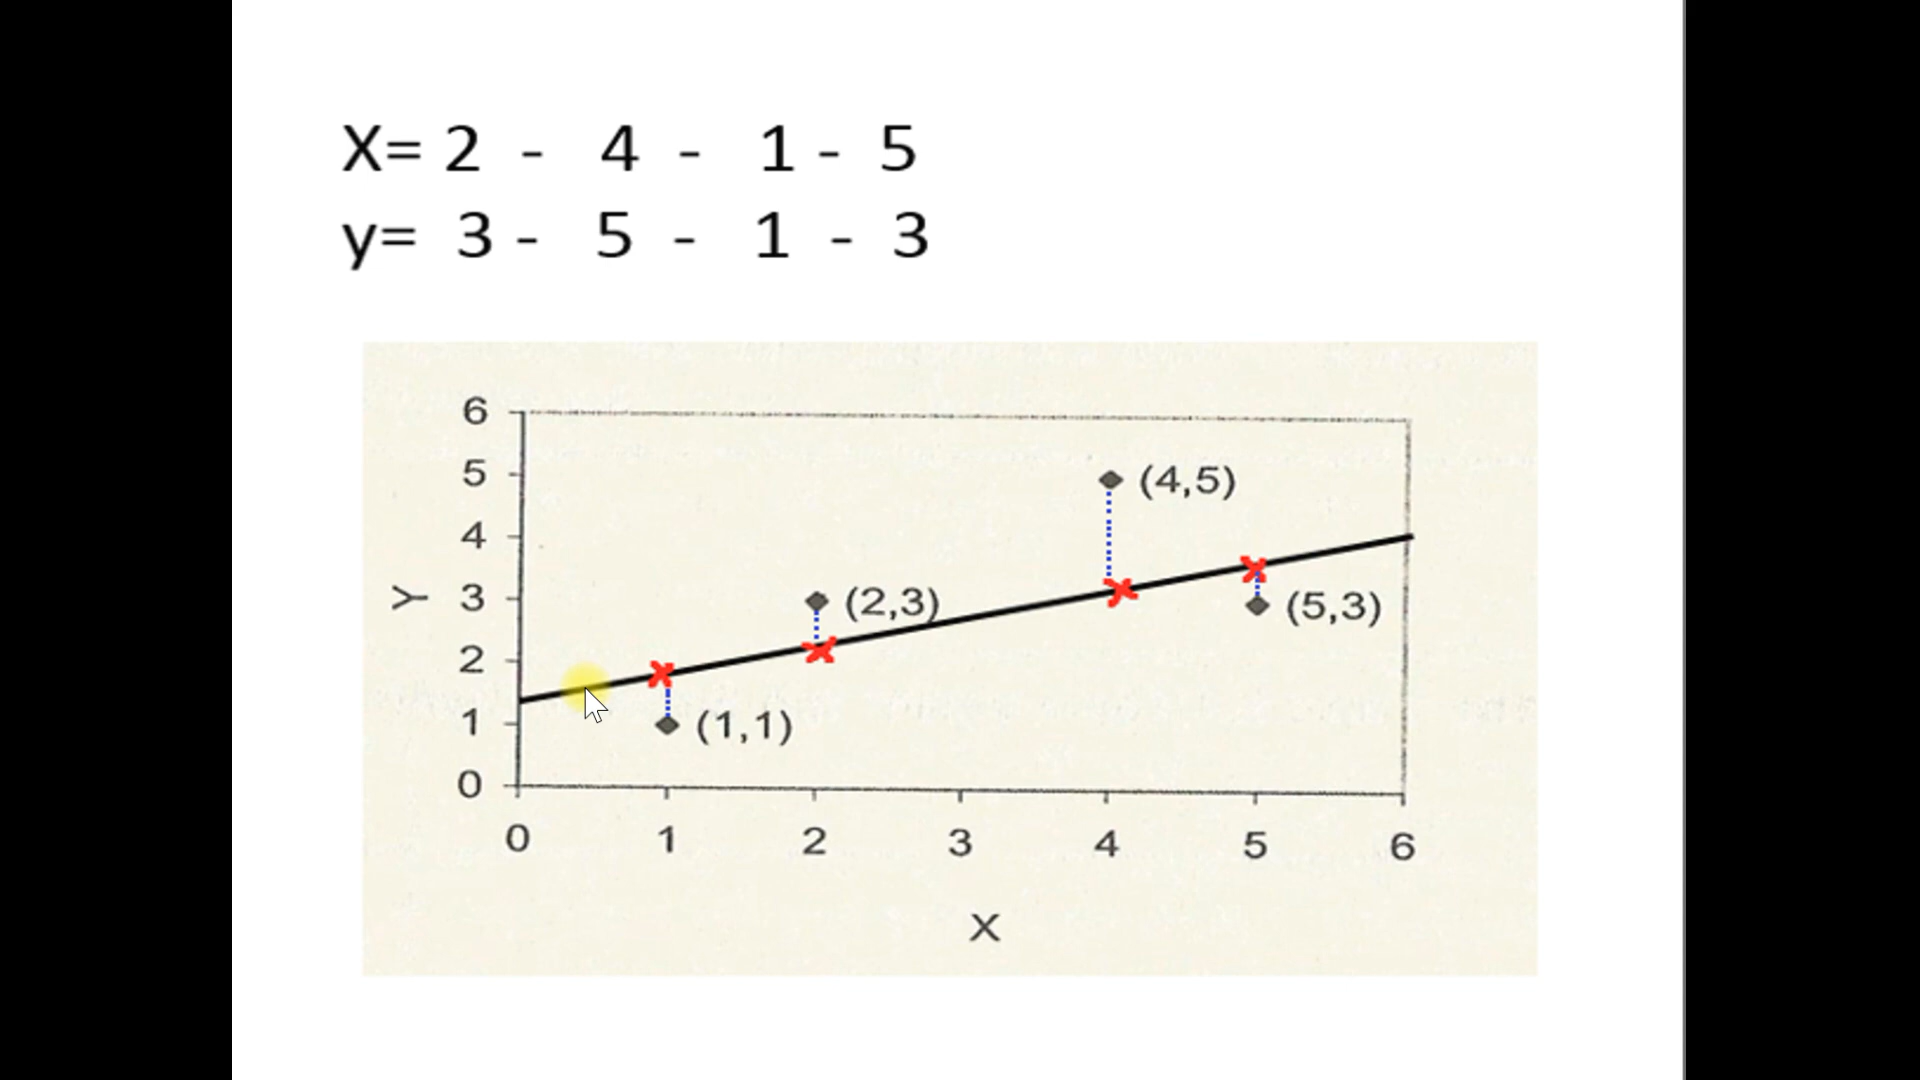 X= 2 - 4 - 1 - 5
y= 3 - 5 - 1 - 3
6
5
(4,5)
4
Y
3
(2,3)
(5,3)
2
1
(1,1)
0
0 1 2 3 4 5 6
X